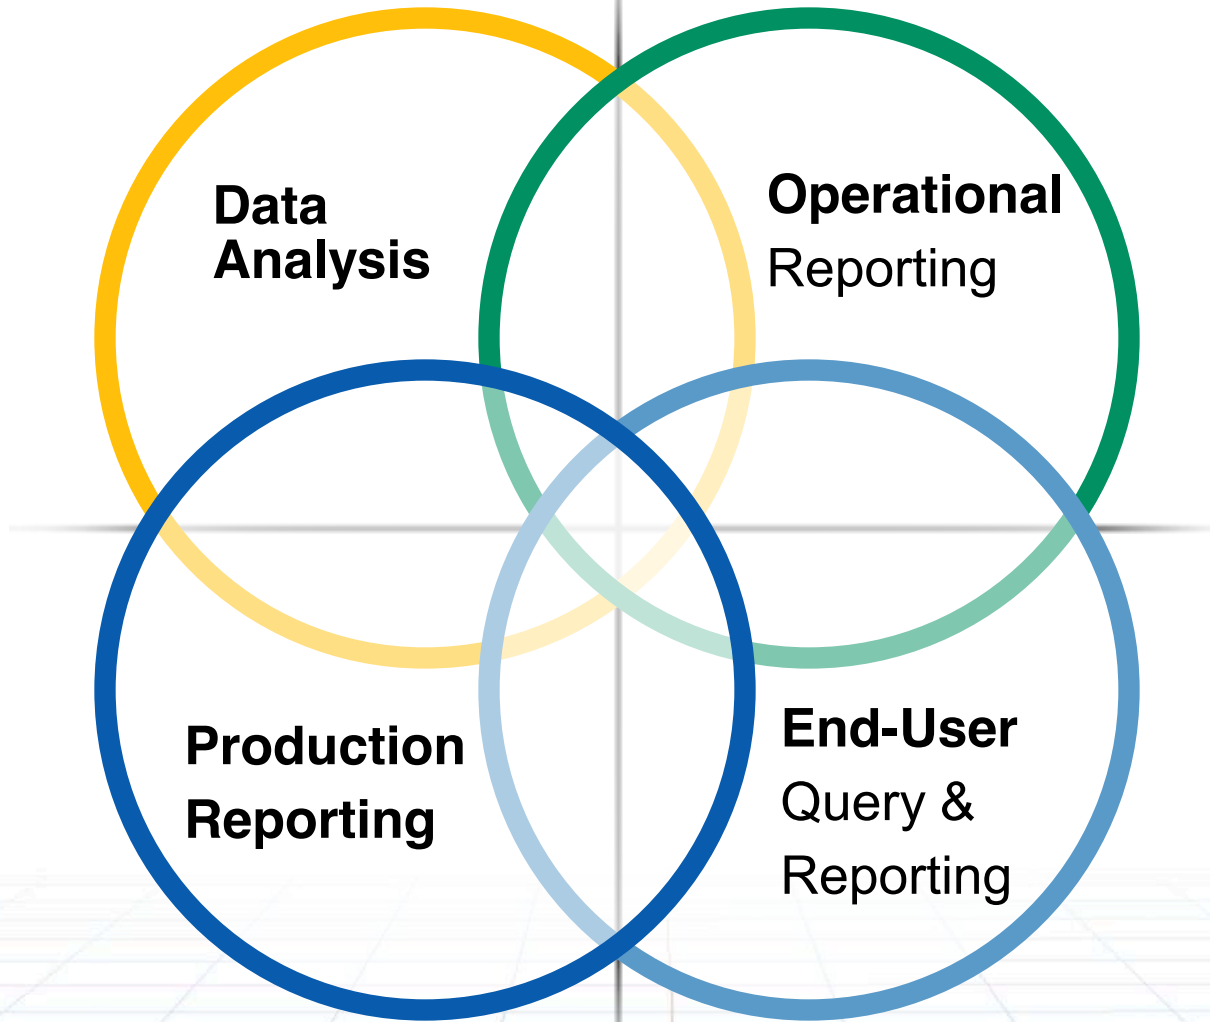 Data
Analysis
Operational
Reporting
Production
Reporting
End-User
Query &
Reporting